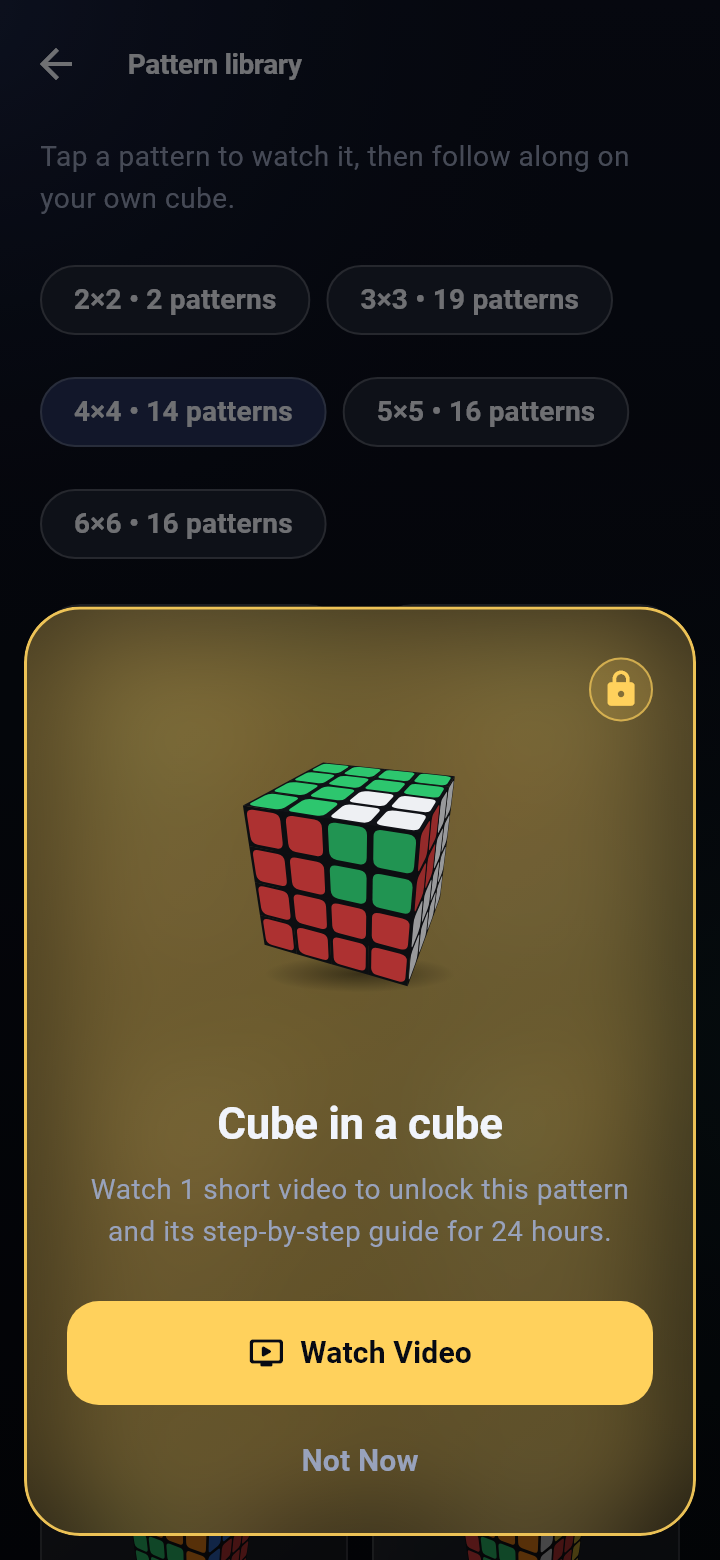 Pattern library
Tap a pattern to watch it, then follow along on
your own cube.
2×2 • 2 patterns
3×3 • 19 patterns
4×4 • 14 patterns
5×5 • 16 patterns
6×6 • 16 patterns
Cube in a cube
Watch 1 short video to unlock this pattern
and its step-by-step guide for 24 hours.
Watch Video
Not Now